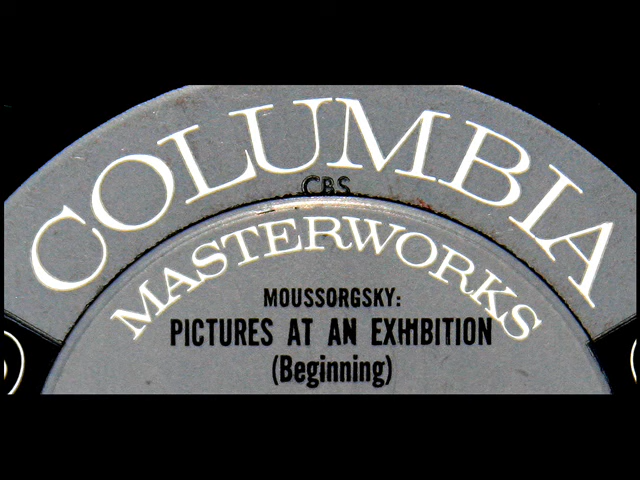 COLUMBIA
CBS
MASTERWORKS
MOUSSORGSKY:
PICTURES AT AN EXHIBITION
(Beginning)